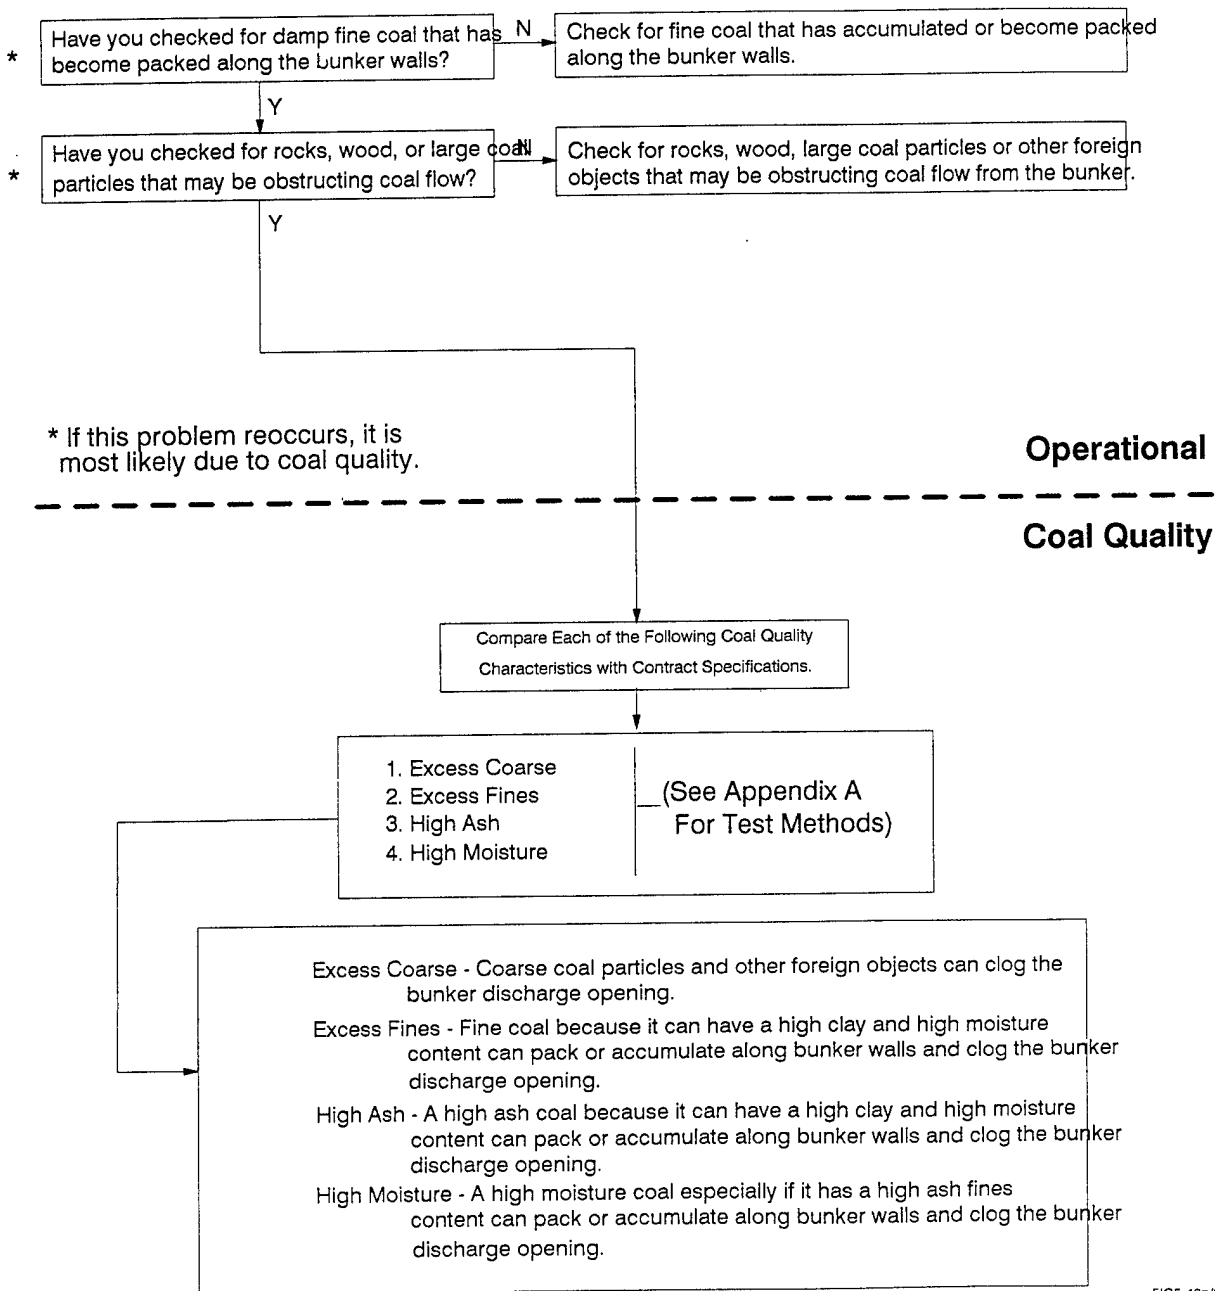 Have you checked for damp fine coal that has
become packed along the bunker walls?
*
N
Check for fine coal that has accumulated or become packed
along the bunker walls.
Y
Have you checked for rocks, wood, or large coal
particles that may be obstructing coal flow?
*
N
Check for rocks, wood, large coal particles or other foreign
objects that may be obstructing coal flow from the bunker.
Y
* If this problem reoccurs, it is
most likely due to coal quality.
Operational
Coal Quality
Compare Each of the Following Coal Quality
Characteristics with Contract Specifications.
1. Excess Coarse
2. Excess Fines
3. High Ash
4. High Moisture
(See Appendix A
For Test Methods)
Excess Coarse - Coarse coal particles and other foreign objects can clog the
bunker discharge opening.
Excess Fines - Fine coal because it can have a high clay and high moisture
content can pack or accumulate along bunker walls and clog the bunker
discharge opening.
High Ash - A high ash coal because it can have a high clay and high moisture
content can pack or accumulate along bunker walls and clog the bunker
discharge opening.
High Moisture - A high moisture coal especially if it has a high ash fines
content can pack or accumulate along bunker walls and clog the bunker
discharge opening.